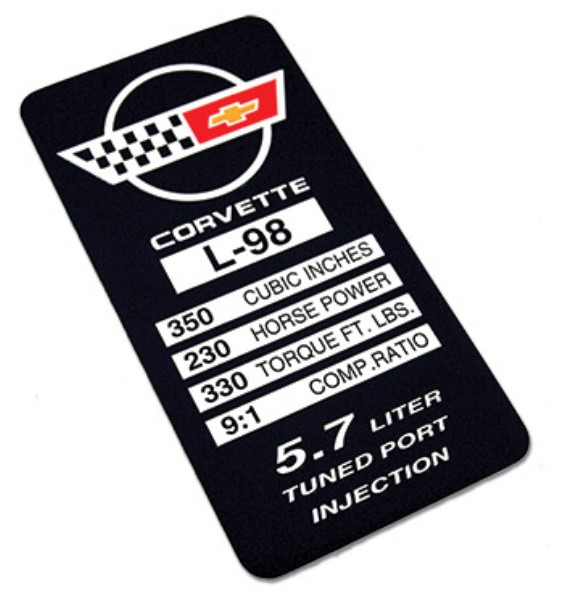 CORVETTE
L-98
350 CUBIC INCHES
230 HORSE POWER
330 TORQUE FT. LBS.
9:1 COMP.RATIO
5.7 LITER
TUNED PORT
INJECTION